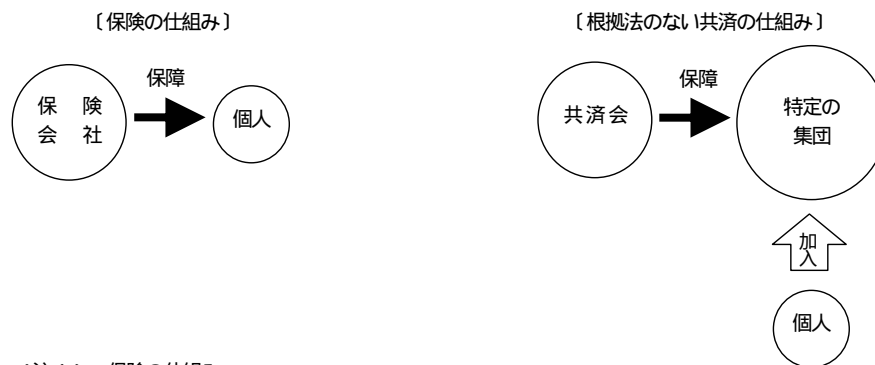 〔保険の仕組み〕
保険
会社
保障
個人
〔根拠法のない共済の仕組み〕
共済会
保障
特定の
集団
加
入
個人